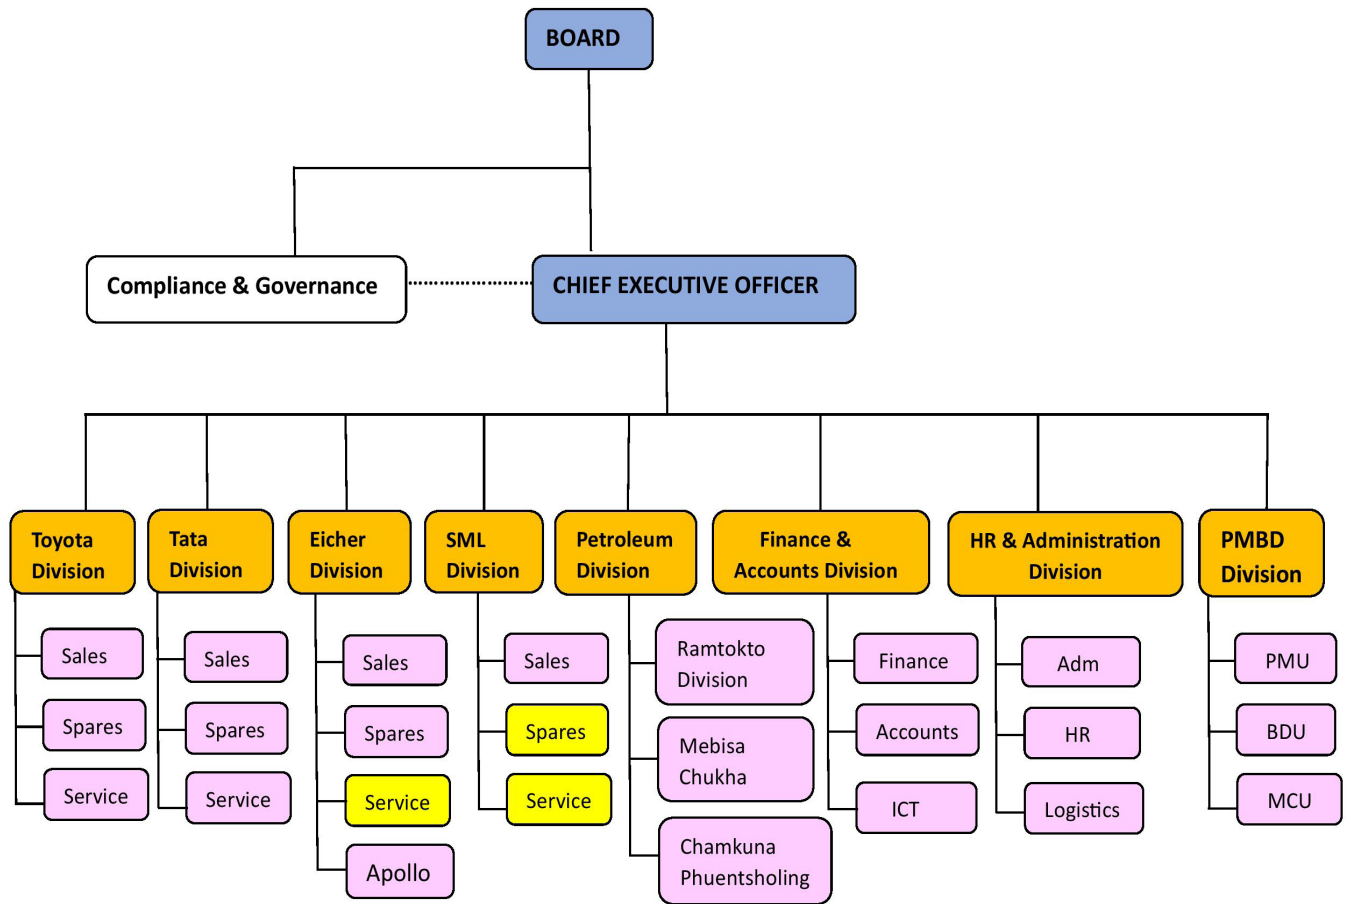 BOARD
Compliance & Governance
CHIEF EXECUTIVE OFFICER
Toyota
Division
Tata
Division
Eicher
Division
SML
Division
Petroleum
Division
Finance &
Accounts Division
HR & Administration
Division
PMBD
Division
Sales
Spares
Service
Sales
Spares
Service
Sales
Spares
Service
Apollo
Sales
Spares
Service
Ramtokto
Division
Mebisa
Chukha
Chamkuna
Phuentsholing
Finance
Accounts
ICT
Adm
HR
Logistics
PMU
BDU
MCU